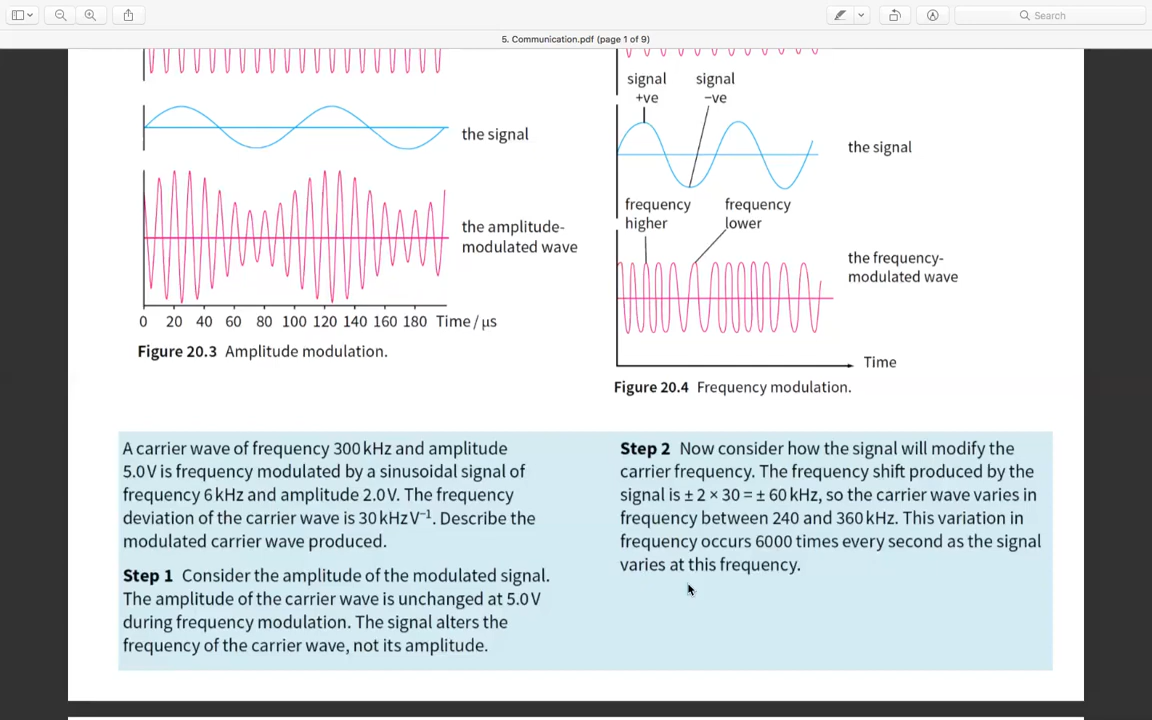 Search
5. Communication.pdf (page 1 of 9)
the signal
the amplitude-
modulated wave
0 20 40 60 80 100 120 140 160 180 Time / μs
Figure 20.3 Amplitude modulation.
signal
+ve
signal
−ve
the signal
frequency
higher
frequency
lower
the frequency-
modulated wave
Time
Figure 20.4 Frequency modulation.
A carrier wave of frequency 300 kHz and amplitude
5.0 V is frequency modulated by a sinusoidal signal of
frequency 6 kHz and amplitude 2.0 V. The frequency
deviation of the carrier wave is 30 kHz V⁻¹. Describe the
modulated carrier wave produced.
Step 1 Consider the amplitude of the modulated signal.
The amplitude of the carrier wave is unchanged at 5.0 V
during frequency modulation. The signal alters the
frequency of the carrier wave, not its amplitude.
Step 2 Now consider how the signal will modify the
carrier frequency. The frequency shift produced by the
signal is ± 2 × 30 = ± 60 kHz, so the carrier wave varies in
frequency between 240 and 360 kHz. This variation in
frequency occurs 6000 times every second as the signal
varies at this frequency.